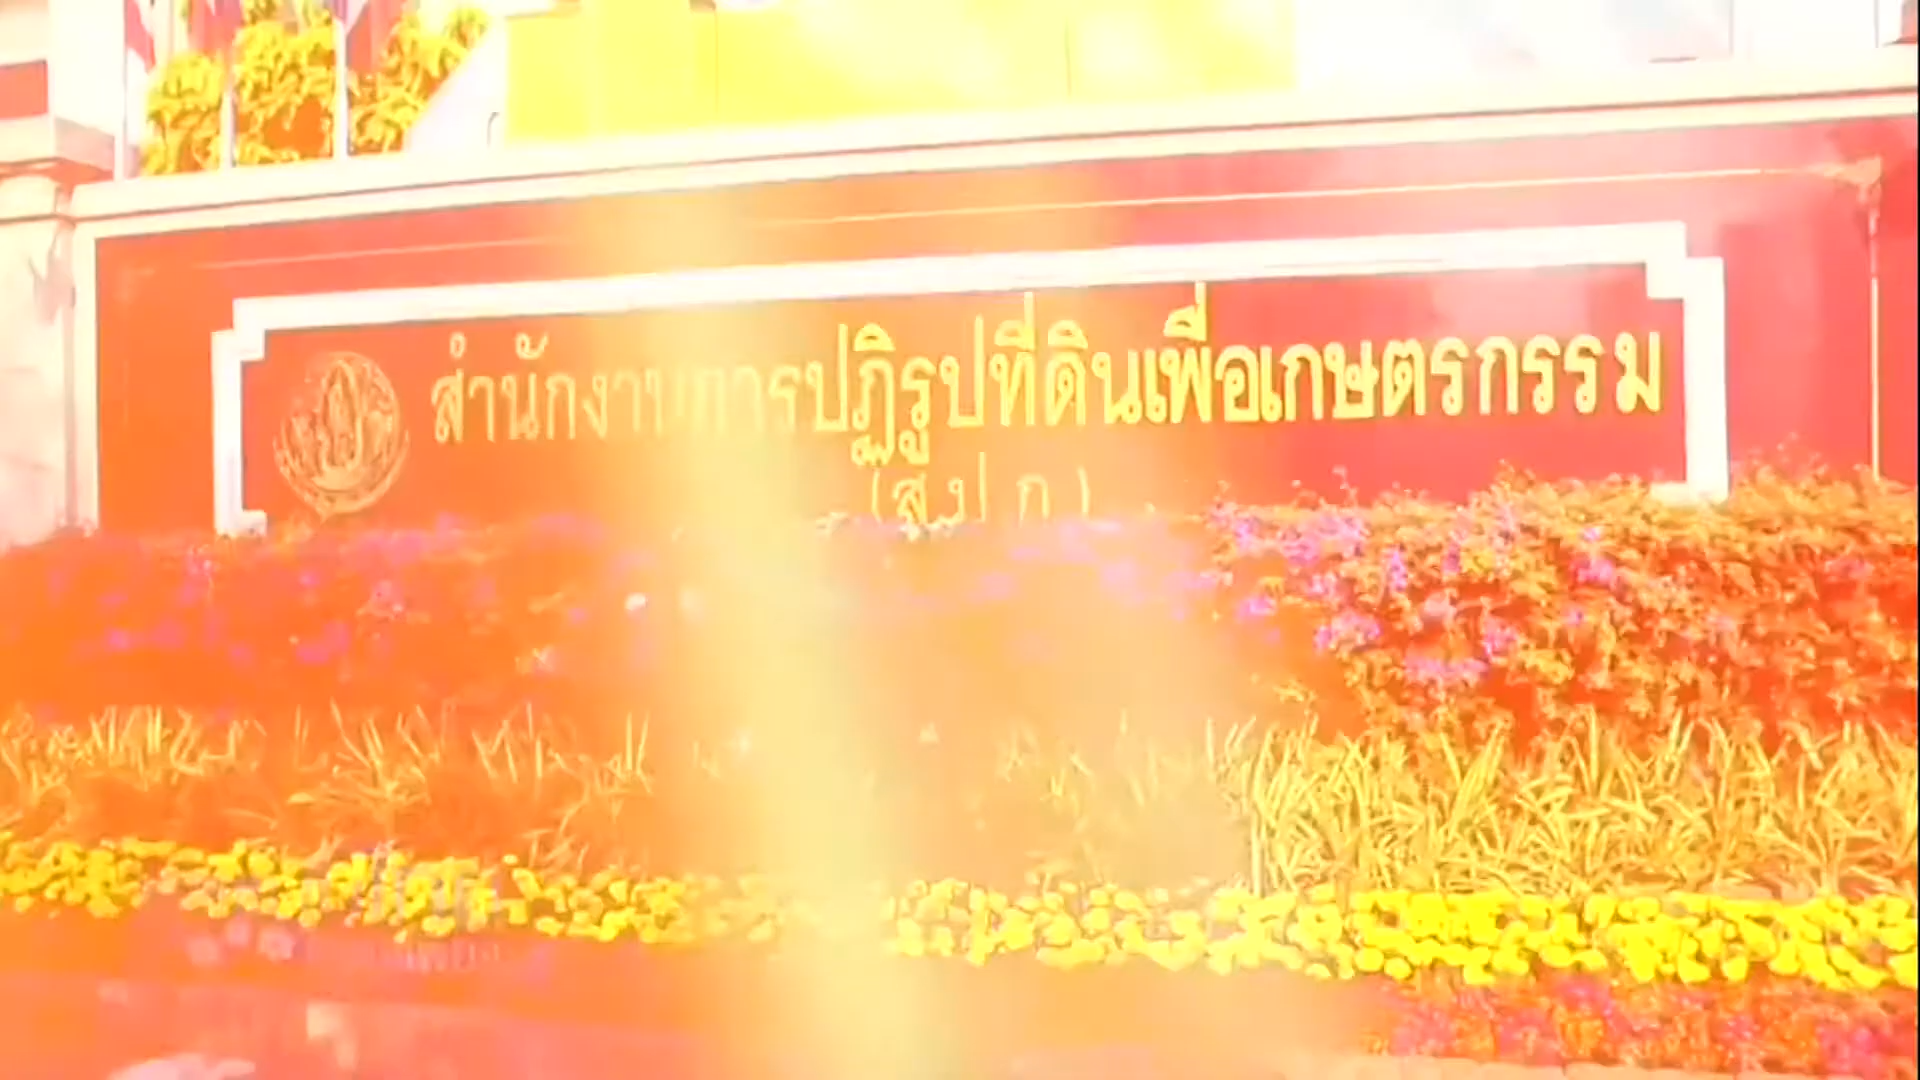 สำนักงานการปฏิรูปที่ดินเพื่อเกษตรกรรม
(ส.ป.ก.)